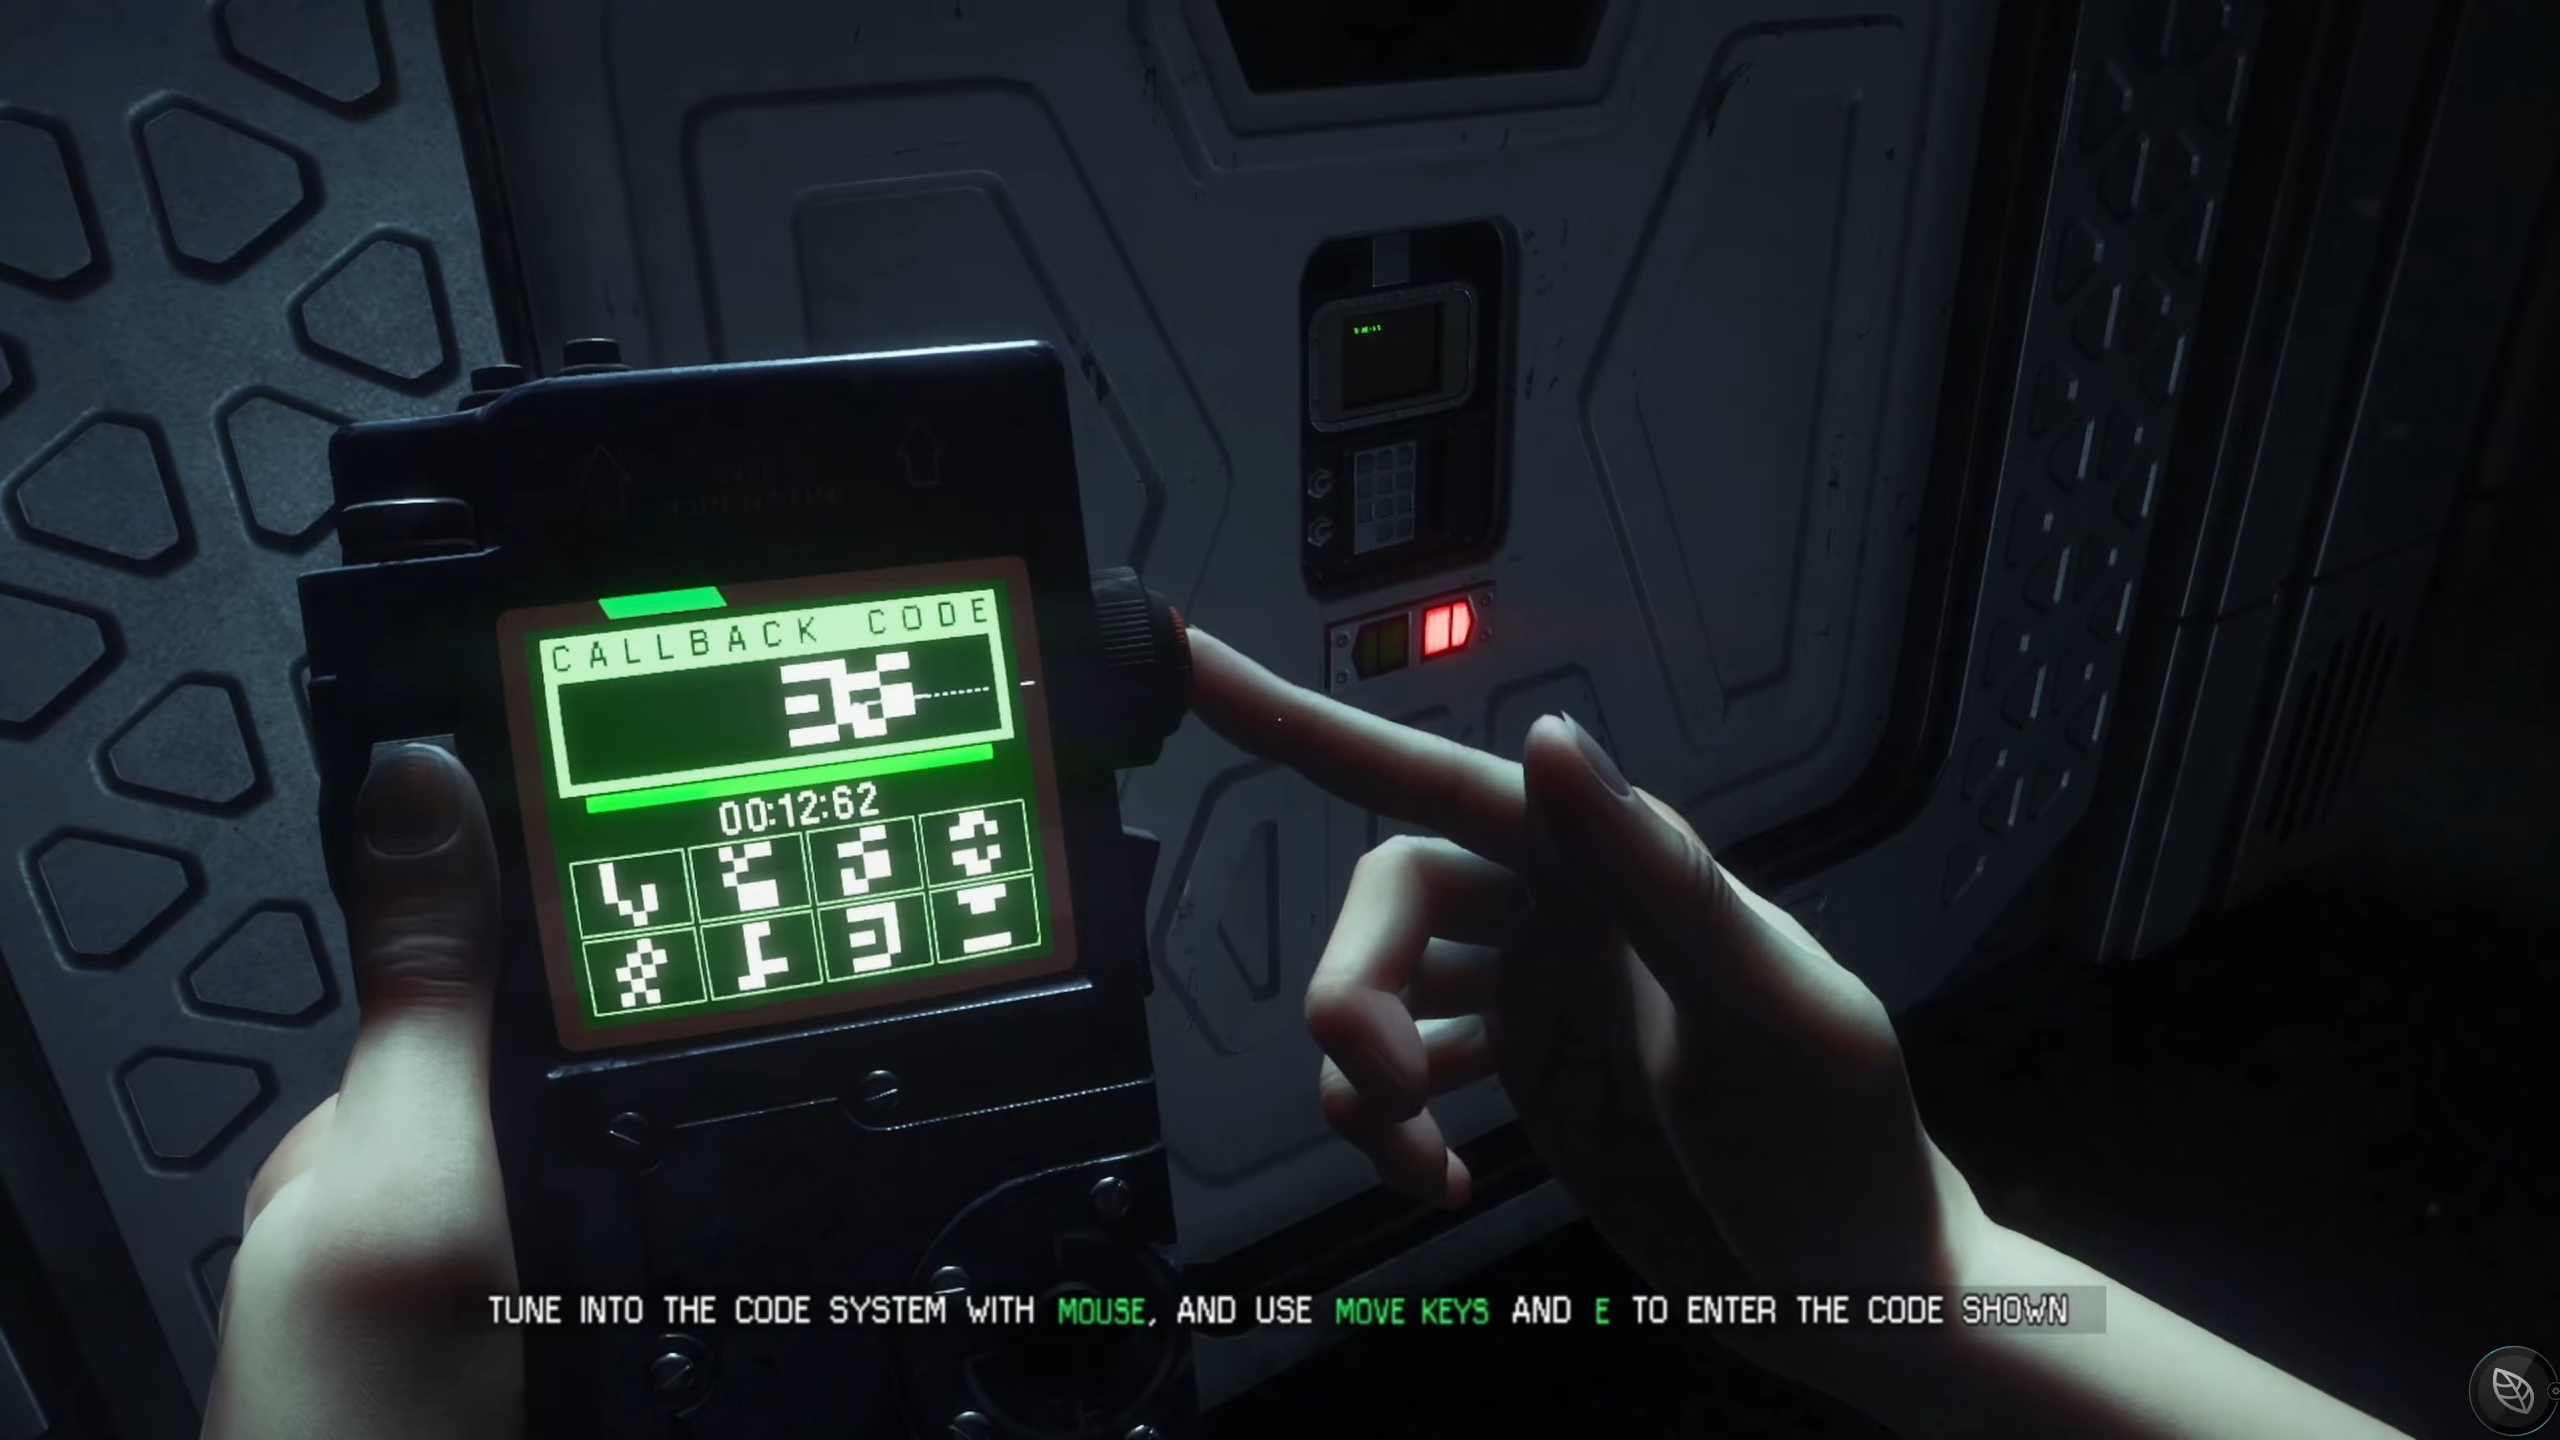 CALLBACK CODE
00:12:62
TUNE INTO THE CODE SYSTEM WITH MOUSE, AND USE MOVE KEYS AND E TO ENTER THE CODE SHOWN